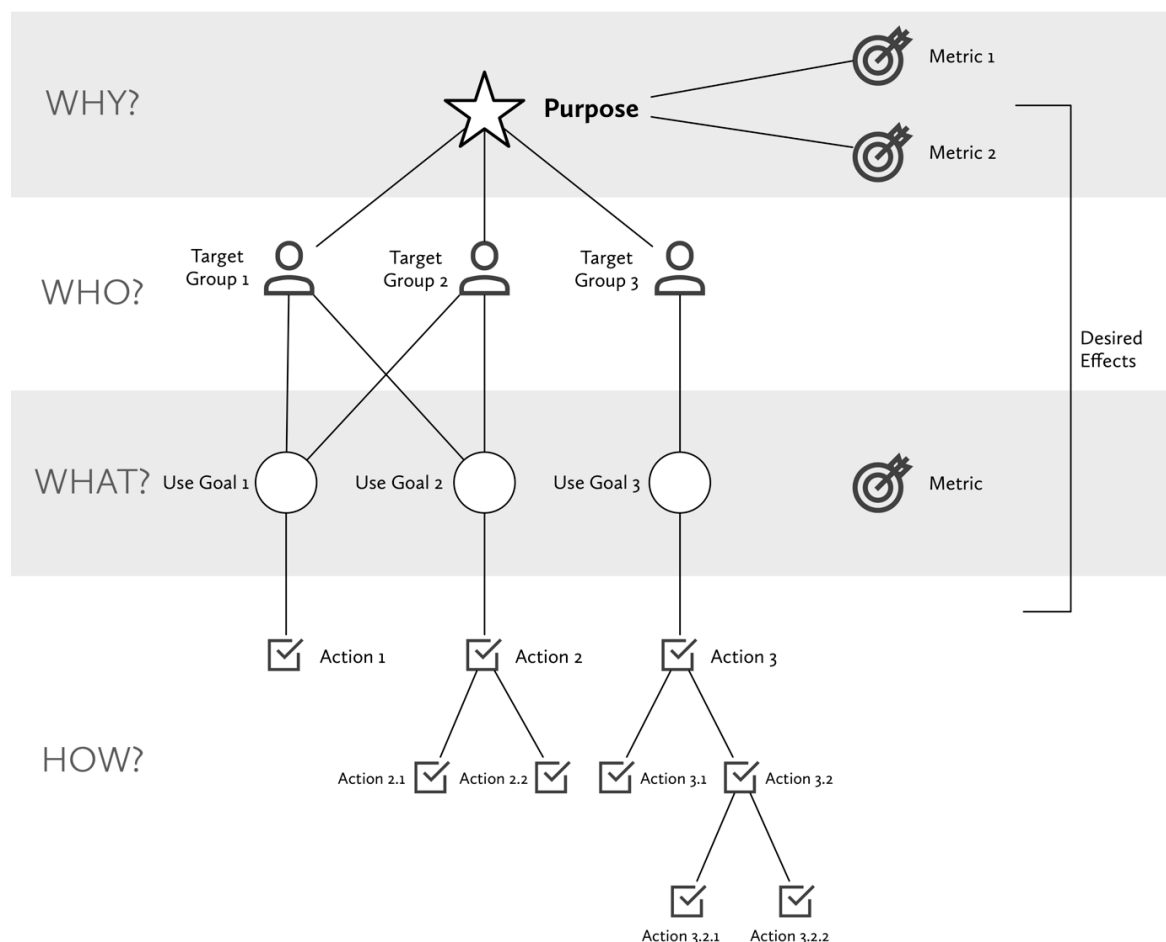 WHY?
Purpose
Metric 1
Metric 2
WHO?
Target
Group 1
Target
Group 2
Target
Group 3
Desired
Effects
WHAT?
Use Goal 1
Use Goal 2
Use Goal 3
Metric
Action 1
Action 2
Action 3
HOW?
Action 2.1
Action 2.2
Action 3.1
Action 3.2
Action 3.2.1
Action 3.2.2